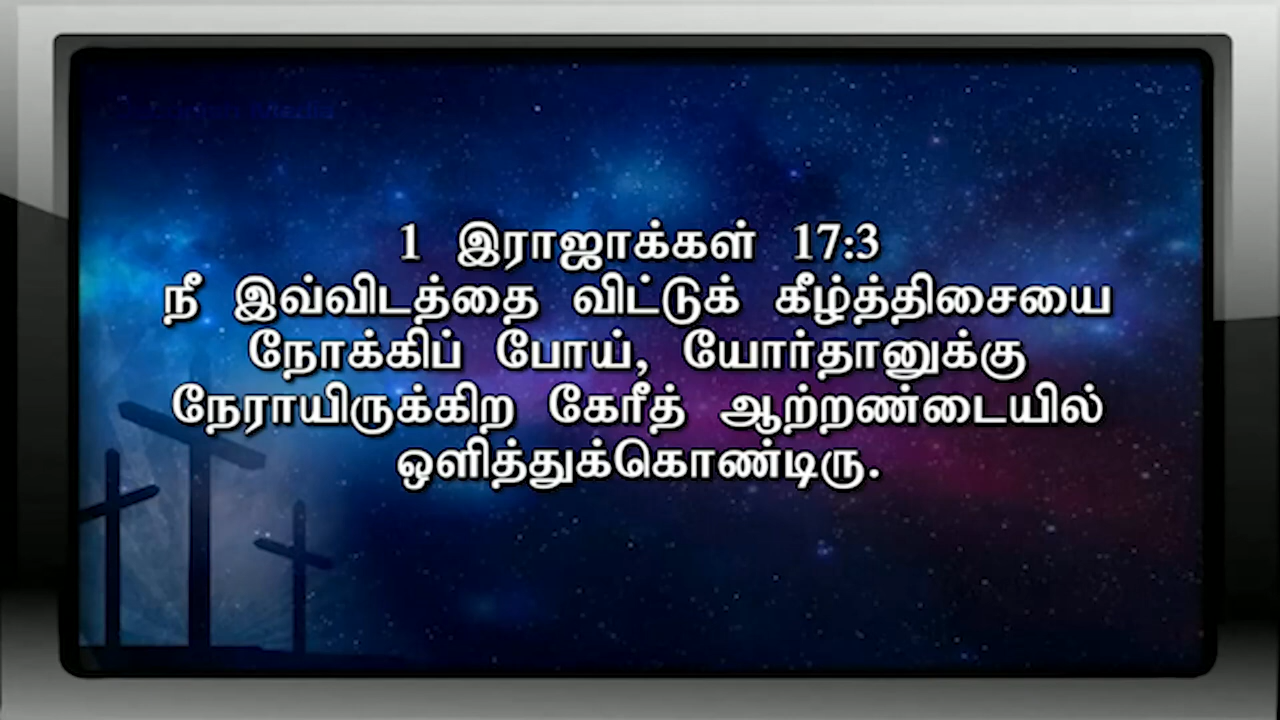 1 இராஜாக்கள் 17:3
நீ இவ்விடத்தை விட்டுக் கீழ்த்திசையை
நோக்கிப் போய், யோர்தானுக்கு
நேராயிருக்கிற கேரீத் ஆற்றண்டையில்
ஒளித்துக்கொண்டிரு.